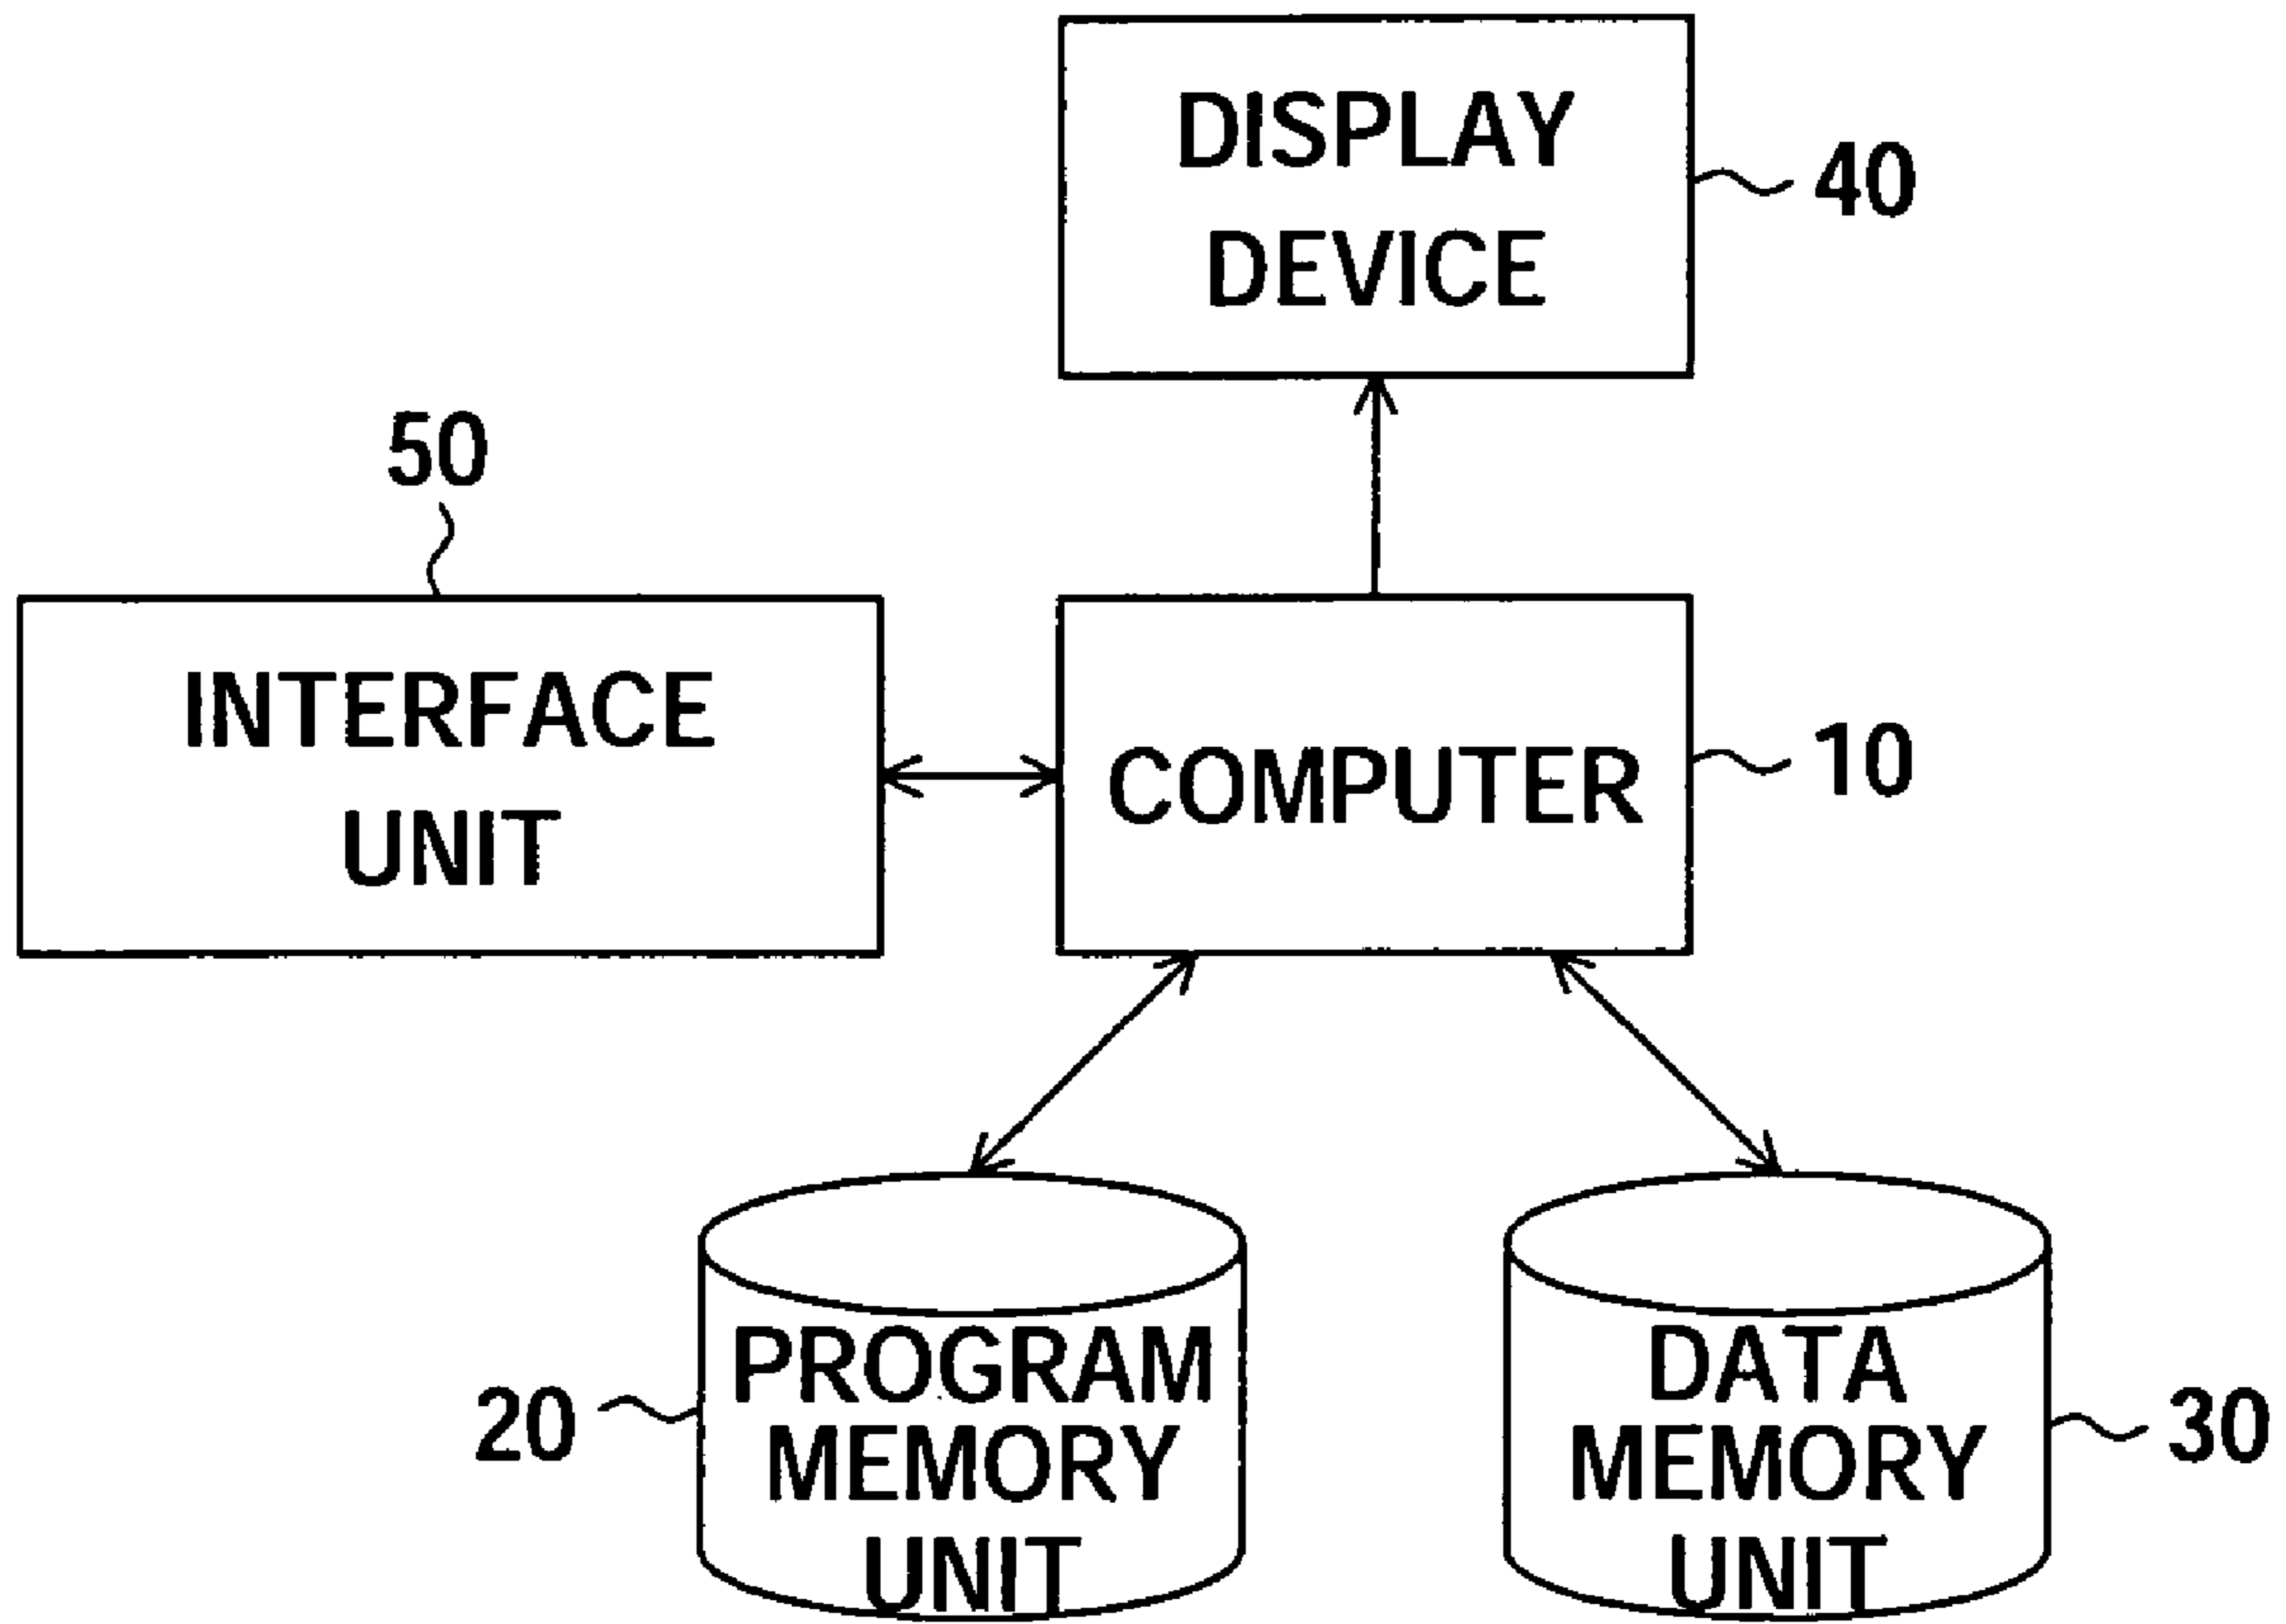 DISPLAY
DEVICE
40
50
INTERFACE
UNIT
COMPUTER
10
PROGRAM
MEMORY
UNIT
20
DATA
MEMORY
UNIT
30